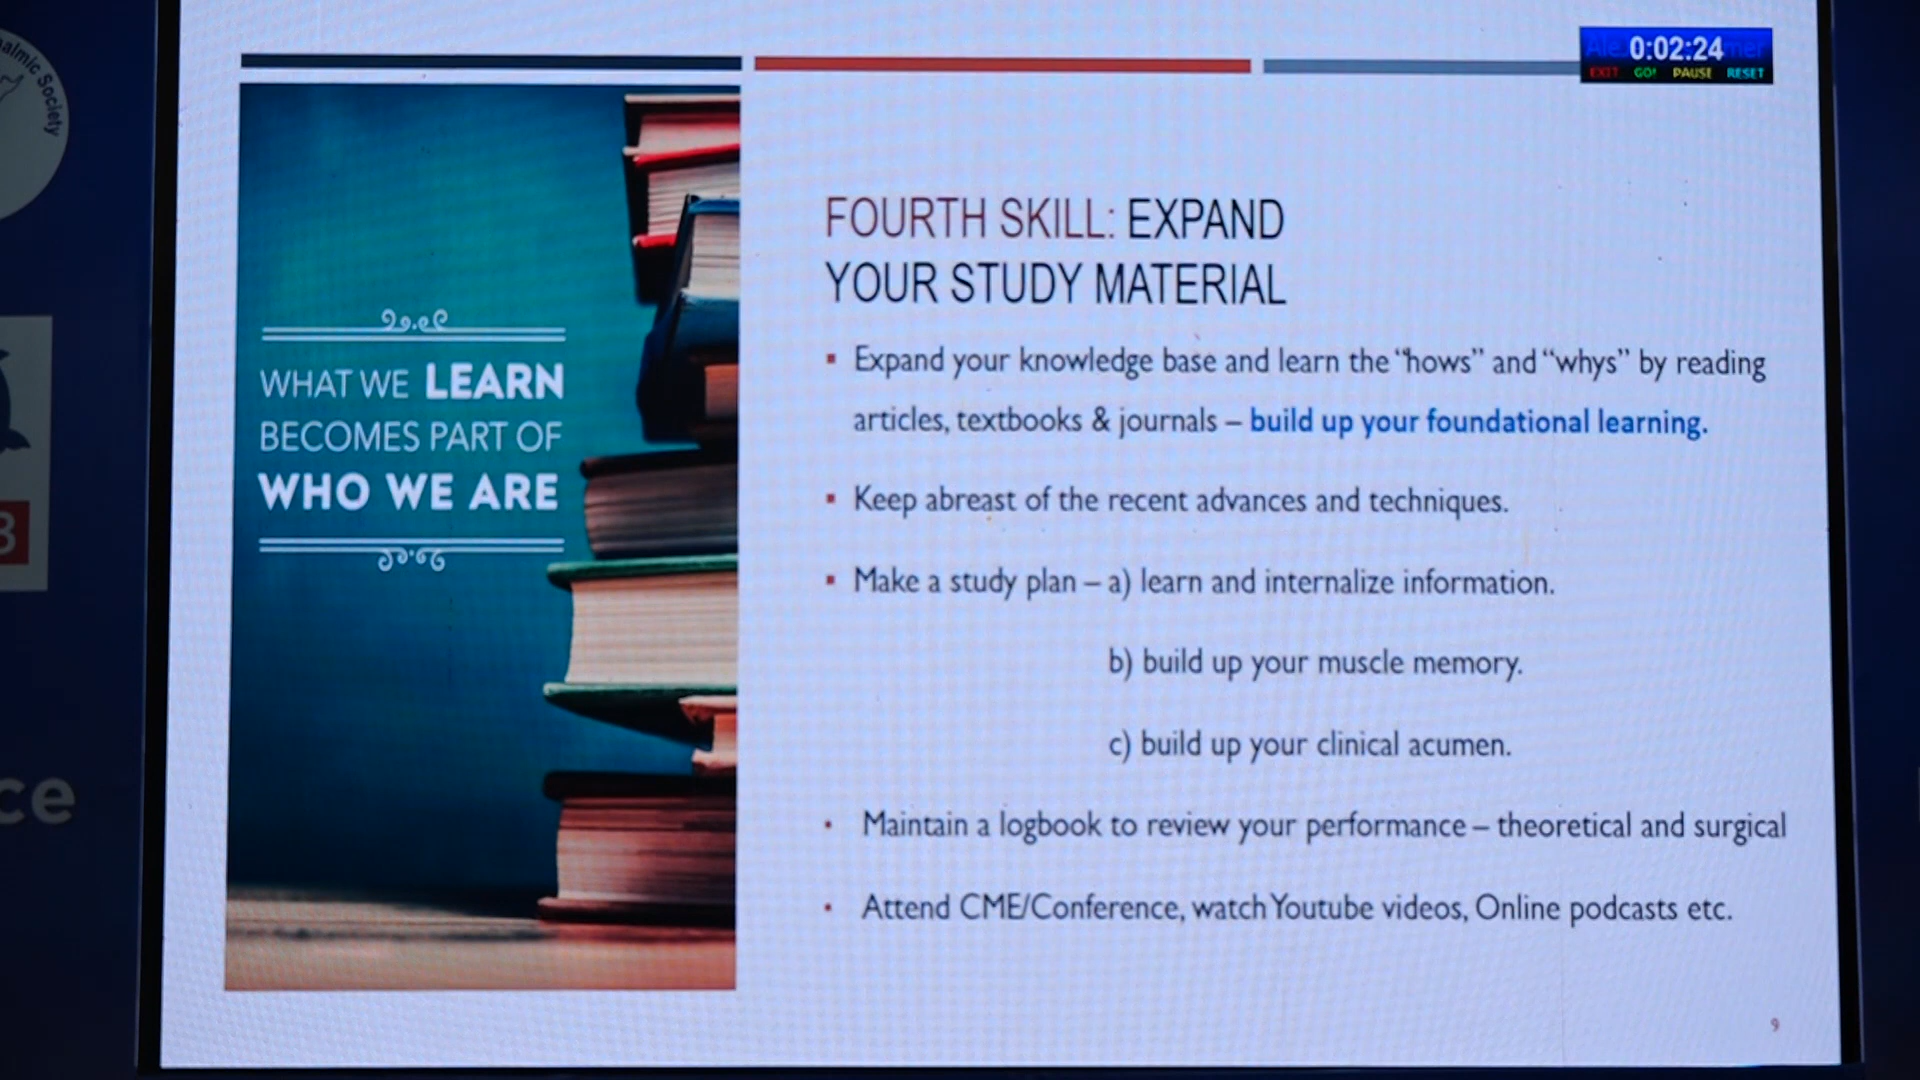 almic Society
0:02:24
EXIT GO! PAUSE RESET
WHAT WE LEARN
BECOMES PART OF
WHO WE ARE
FOURTH SKILL: EXPAND
YOUR STUDY MATERIAL
Expand your knowledge base and learn the “hows” and “whys” by reading
articles, textbooks & journals – build up your foundational learning.
Keep abreast of the recent advances and techniques.
Make a study plan – a) learn and internalize information.
b) build up your muscle memory.
c) build up your clinical acumen.
Maintain a logbook to review your performance – theoretical and surgical
Attend CME/Conference, watch Youtube videos, Online podcasts etc.
9
3
ce